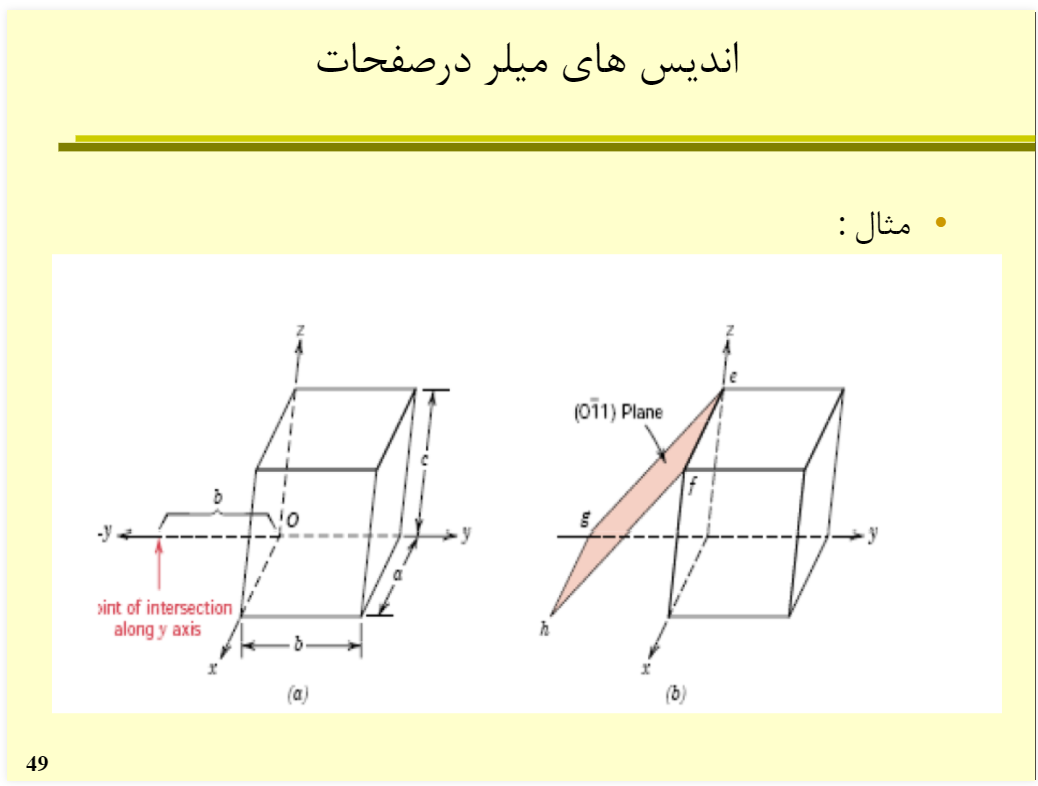 اندیس های میلر درصفحات
• مثال :
z
b
O
c
-y
y
a
oint of intersection
along y axis
b
x
(a)
z
e
(01̅1) Plane
f
g
y
h
x
(b)
49